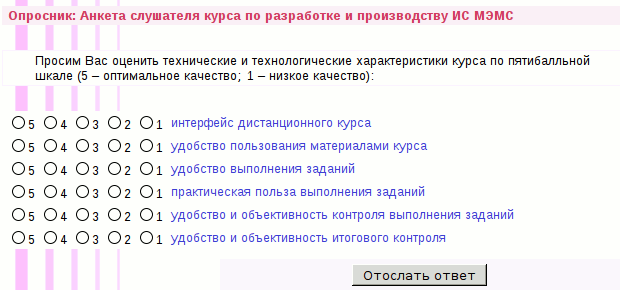 Опросник: Анкета слушателя курса по разработке и производству ИС МЭМС
Просим Вас оценить технические и технологические характеристики курса по пятибалльной
шкале (5 – оптимальное качество; 1 – низкое качество):
5 4 3 2 1 интерфейс дистанционного курса
5 4 3 2 1 удобство пользования материалами курса
5 4 3 2 1 удобство выполнения заданий
5 4 3 2 1 практическая польза выполнения заданий
5 4 3 2 1 удобство и объективность контроля выполнения заданий
5 4 3 2 1 удобство и объективность итогового контроля
Отослать ответ